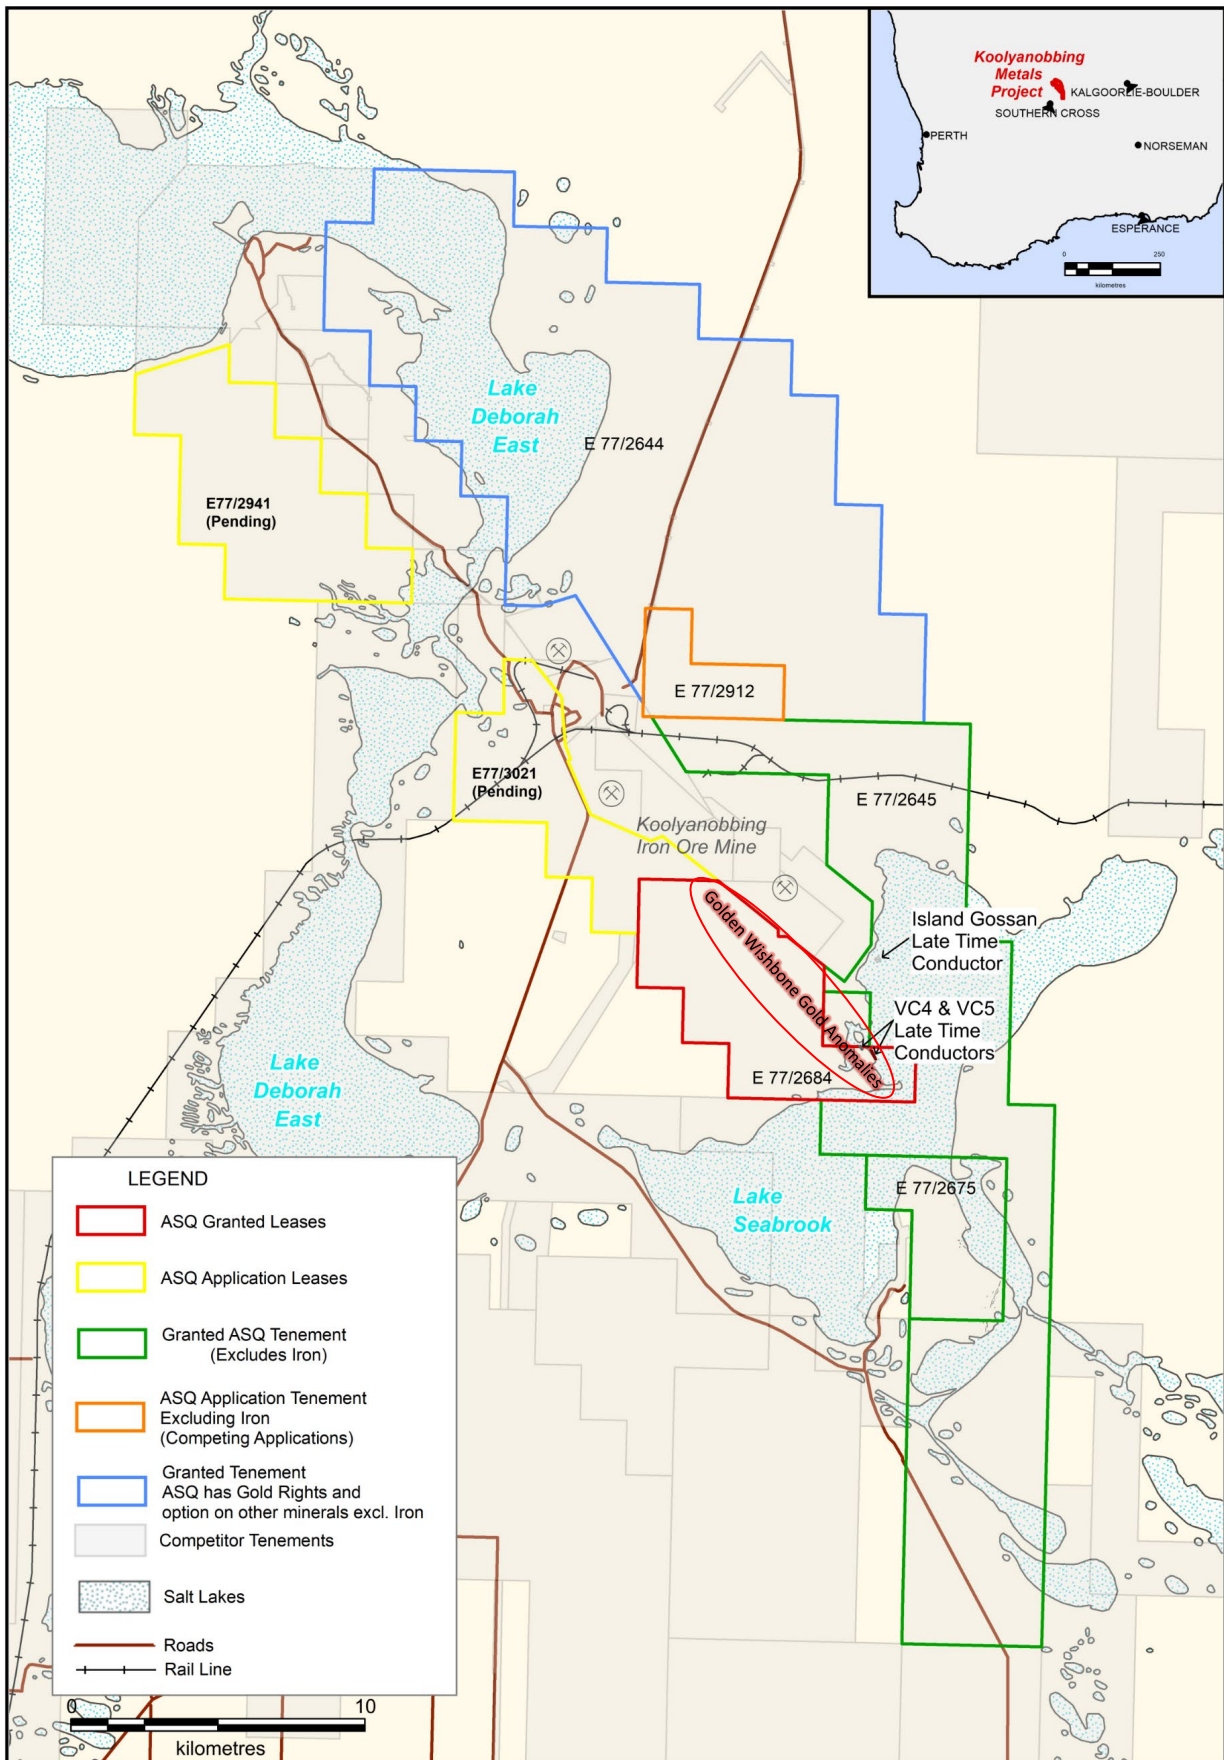 Koolyanobbing
Metals
Project
KALGOORLIE-BOULDER
SOUTHERN CROSS
PERTH
NORSEMAN
ESPERANCE
0 250
kilometres
Lake
Deborah
East
E 77/2644
E77/2941
(Pending)
E 77/2912
E77/3021
(Pending)
E 77/2645
Koolyanobbing
Iron Ore Mine
Golden Wishbone Gold Anomalies
Island Gossan
Late Time
Conductor
VC4 & VC5
Late Time
Conductors
E 77/2684
Lake
Deborah
East
E 77/2675
Lake
Seabrook
LEGEND
ASQ Granted Leases
ASQ Application Leases
Granted ASQ Tenement
(Excludes Iron)
ASQ Application Tenement
Excluding Iron
(Competing Applications)
Granted Tenement
ASQ has Gold Rights and
option on other minerals excl. Iron
Competitor Tenements
Salt Lakes
Roads
Rail Line
0 10
kilometres